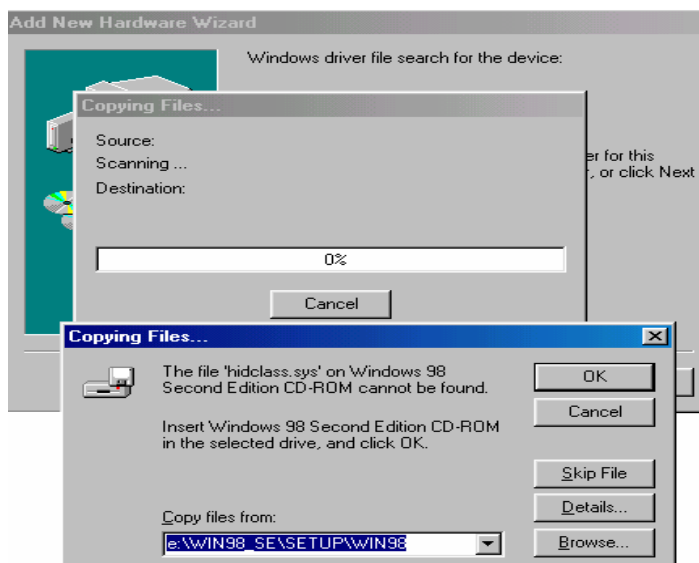 Add New Hardware Wizard
Windows driver file search for the device:
Copying Files...
Source:
Scanning ...
Destination:
er for this
, or click Next
0%
Cancel
Copying Files...
The file 'hidclass.sys' on Windows 98
Second Edition CD-ROM cannot be found.
Insert Windows 98 Second Edition CD-ROM
in the selected drive, and click OK.
OK
Cancel
Skip File
Details...
Browse...
Copy files from:
e:\WIN98_SE\SETUP\WIN98